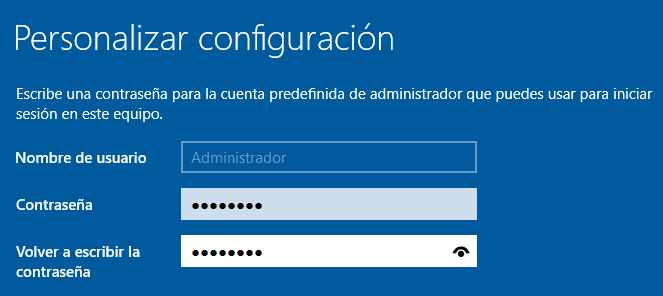 Personalizar configuración
Escribe una contraseña para la cuenta predefinida de administrador que puedes usar para iniciar
sesión en este equipo.
Nombre de usuario
Administrador
Contraseña
●●●●●●●●
Volver a escribir la
contraseña
●●●●●●●●